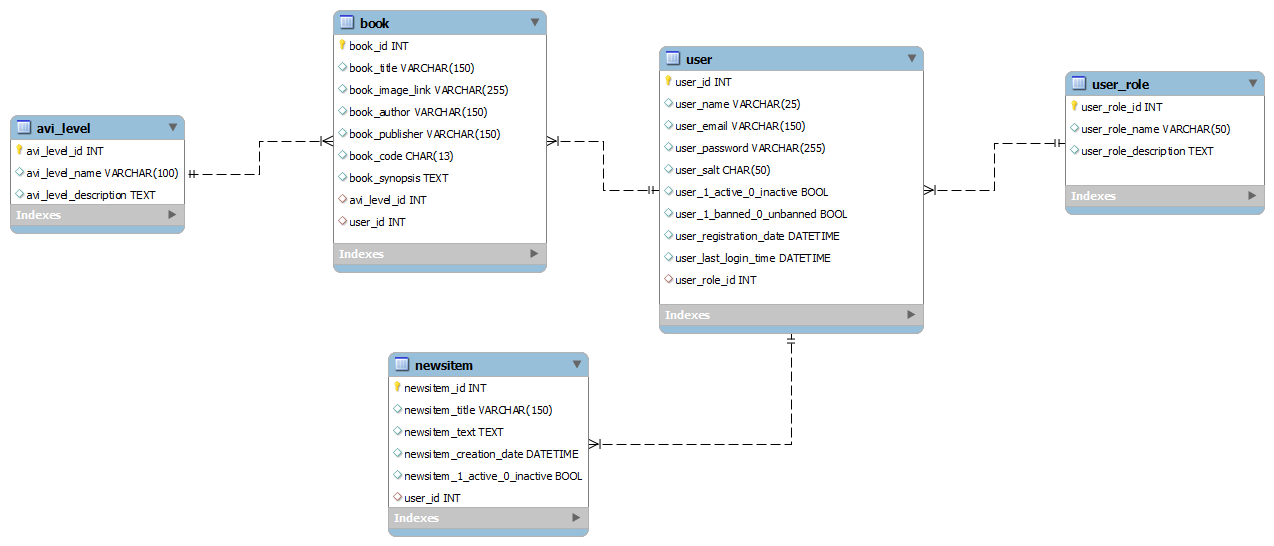 avi_level
avi_level_id INT
avi_level_name VARCHAR(100)
avi_level_description TEXT
Indexes
book
book_id INT
book_title VARCHAR(150)
book_image_link VARCHAR(255)
book_author VARCHAR(150)
book_publisher VARCHAR(150)
book_code CHAR(13)
book_synopsis TEXT
avi_level_id INT
user_id INT
Indexes
user
user_id INT
user_name VARCHAR(25)
user_email VARCHAR(150)
user_password VARCHAR(255)
user_salt CHAR(50)
user_1_active_0_inactive BOOL
user_1_banned_0_unbanned BOOL
user_registration_date DATETIME
user_last_login_time DATETIME
user_role_id INT
Indexes
user_role
user_role_id INT
user_role_name VARCHAR(50)
user_role_description TEXT
Indexes
newsitem
newsitem_id INT
newsitem_title VARCHAR(150)
newsitem_text TEXT
newsitem_creation_date DATETIME
newsitem_1_active_0_inactive BOOL
user_id INT
Indexes